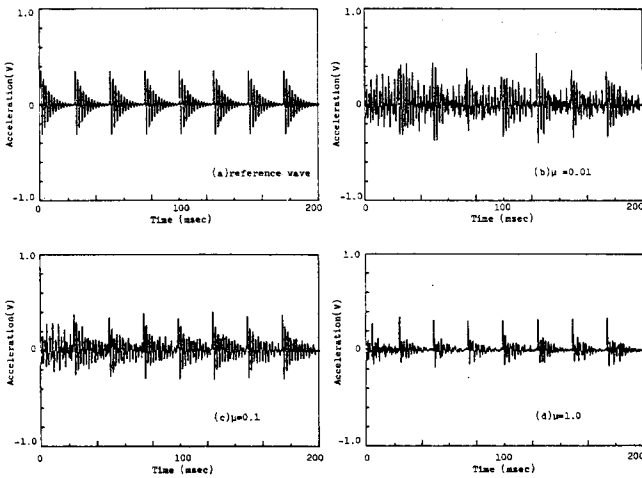 1.0
Acceleration(V)
0
-1.0
(a)reference wave
0
100
200
Time (msec)
1.0
Acceleration(V)
0
-1.0
(b)μ =0.01
0
100
200
Time (msec)
1.0
Acceleration(V)
0
-1.0
(c)μ=0.1
0
100
200
Time (msec)
1.0
Acceleration(V)
0
-1.0
(d)μ=1.0
0
100
200
Time (msec)